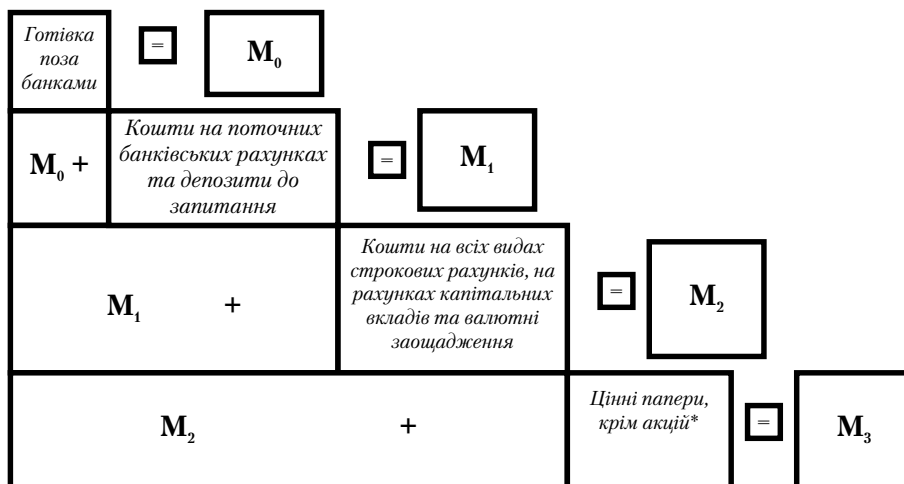 Готівка
поза
банками
=
M₀
M₀ +
Кошти на поточних
банківських рахунках
та депозити до
запитання
=
M₁
M₁ +
Кошти на всіх видах
строкових рахунків, на
рахунках капітальних
вкладів та валютні
заощадження
=
M₂
M₂ +
Цінні папери,
крім акцій*
=
M₃